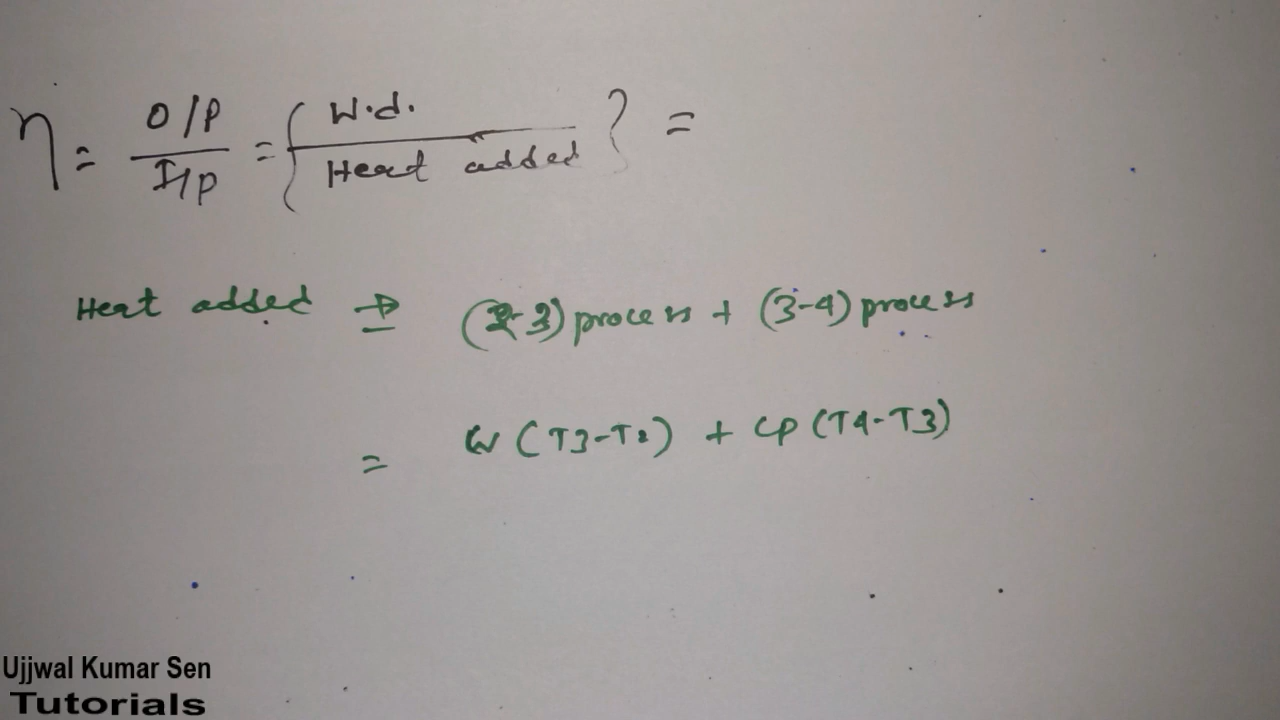 η = O/P / I/P = { W.d. / Heat added } =
Heat added ⇒ (2-3) process + (3-4) process
= Cv (T3-T2) + Cp (T4-T3)
Ujjwal Kumar Sen
Tutorials